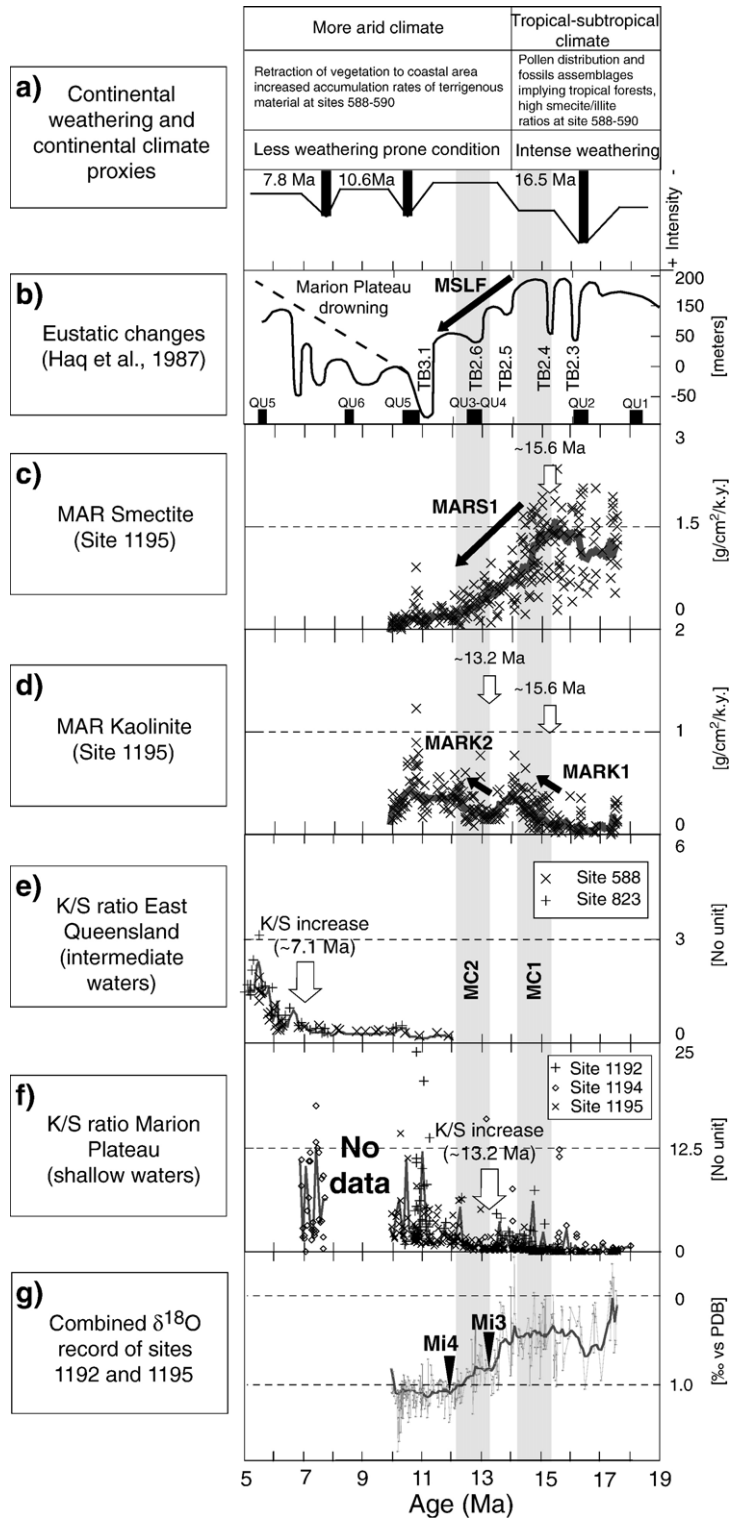 More arid climate
Tropical-subtropical
climate
a)
Continental
weathering and
continental climate
proxies
Retraction of vegetation to coastal area
increased accumulation rates of terrigenous
material at sites 588-590
Pollen distribution and
fossils assemblages
implying tropical forests,
high smecite/illite
ratios at site 588-590
Less weathering prone condition
Intense weathering
7.8 Ma
10.6Ma
16.5 Ma
+ Intensity -
b)
Eustatic changes
(Haq et al., 1987)
Marion Plateau
drowning
MSLF
TB3.1
TB2.6
TB2.5
TB2.4
TB2.3
200
150
50
0
-50
[meters]
QU5
QU6
QU5
QU3-QU4
QU2
QU1
c)
MAR Smectite
(Site 1195)
~15.6 Ma
MARS1
3
1.5
0
[g/cm²/k.y.]
d)
MAR Kaolinite
(Site 1195)
~13.2 Ma
~15.6 Ma
MARK2
MARK1
2
1
0
[g/cm²/k.y.]
e)
K/S ratio East
Queensland
(intermediate
waters)
Site 588
Site 823
K/S increase
(~7.1 Ma)
MC2
MC1
6
3
0
[No unit]
f)
K/S ratio Marion
Plateau
(shallow waters)
No
data
K/S increase
(~13.2 Ma)
Site 1192
Site 1194
Site 1195
25
12.5
0
[No unit]
g)
Combined δ¹⁸O
record of sites
1192 and 1195
Mi4
Mi3
0
1.0
[‰ vs PDB]
5 7 9 11 13 15 17 19
Age (Ma)